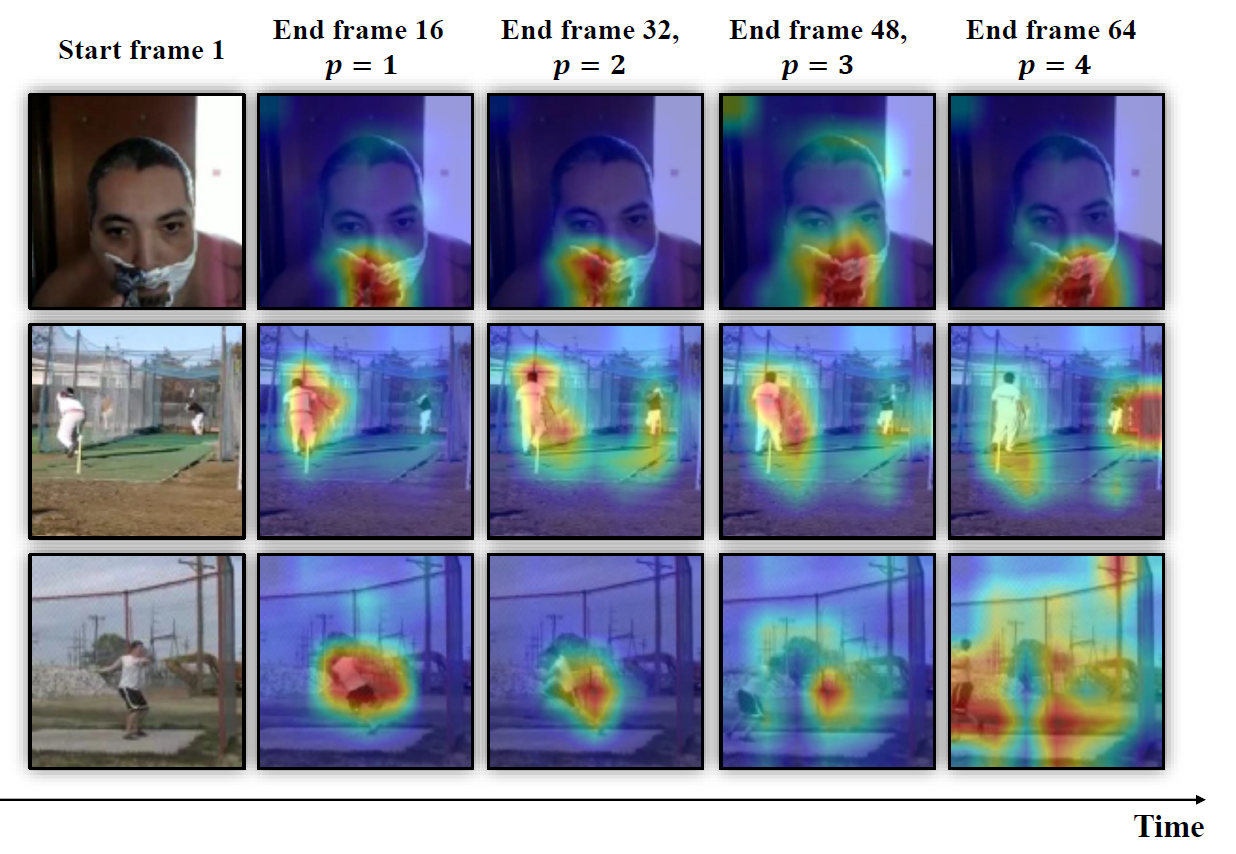 Start frame 1
End frame 16
p = 1
End frame 32,
p = 2
End frame 48,
p = 3
End frame 64
p = 4
Time